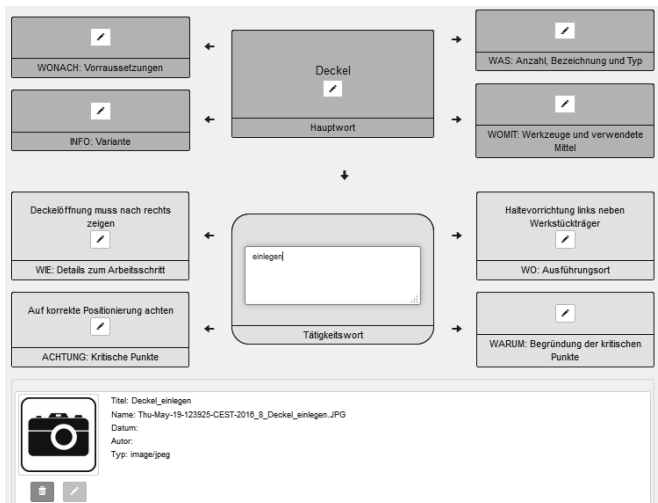 Deckel
Hauptwort
WONACH: Vorraussetzungen
INFO: Variante
WAS: Anzahl, Bezeichnung und Typ
WOMIT: Werkzeuge und verwendete
Mittel
Deckelöffnung muss nach rechts
zeigen
WIE: Details zum Arbeitsschritt
Auf korrekte Positionierung achten
ACHTUNG: Kritische Punkte
einlegen
Tätigkeitswort
Haltevorrichtung links neben
Werkstückträger
WO: Ausführungsort
WARUM: Begründung der kritischen
Punkte
Titel: Deckel_einlegen
Name: Thu-May-19-123925-CEST-2016_8_Deckel_einlegen.JPG
Datum:
Autor:
Typ: image/jpeg